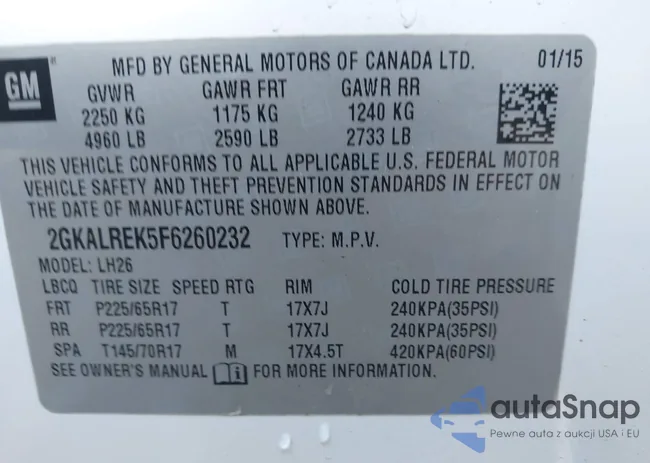 GM
MFD BY GENERAL MOTORS OF CANADA LTD. 01/15
GVWR GAWR FRT GAWR RR
2250 KG 1175 KG 1240 KG
4960 LB 2590 LB 2733 LB
THIS VEHICLE CONFORMS TO ALL APPLICABLE U.S. FEDERAL MOTOR
VEHICLE SAFETY AND THEFT PREVENTION STANDARDS IN EFFECT ON
THE DATE OF MANUFACTURE SHOWN ABOVE.
2GKALREK5F6260232 TYPE: M.P.V.
MODEL: LH26
LBCQ TIRE SIZE SPEED RTG RIM COLD TIRE PRESSURE
FRT P225/65R17 T 17X7J 240KPA(35PSI)
RR P225/65R17 T 17X7J 240KPA(35PSI)
SPA T145/70R17 M 17X4.5T 420KPA(60PSI)
SEE OWNER'S MANUAL FOR MORE INFORMATION.
autoSnap
Pewne auta z aukcji USA i EU